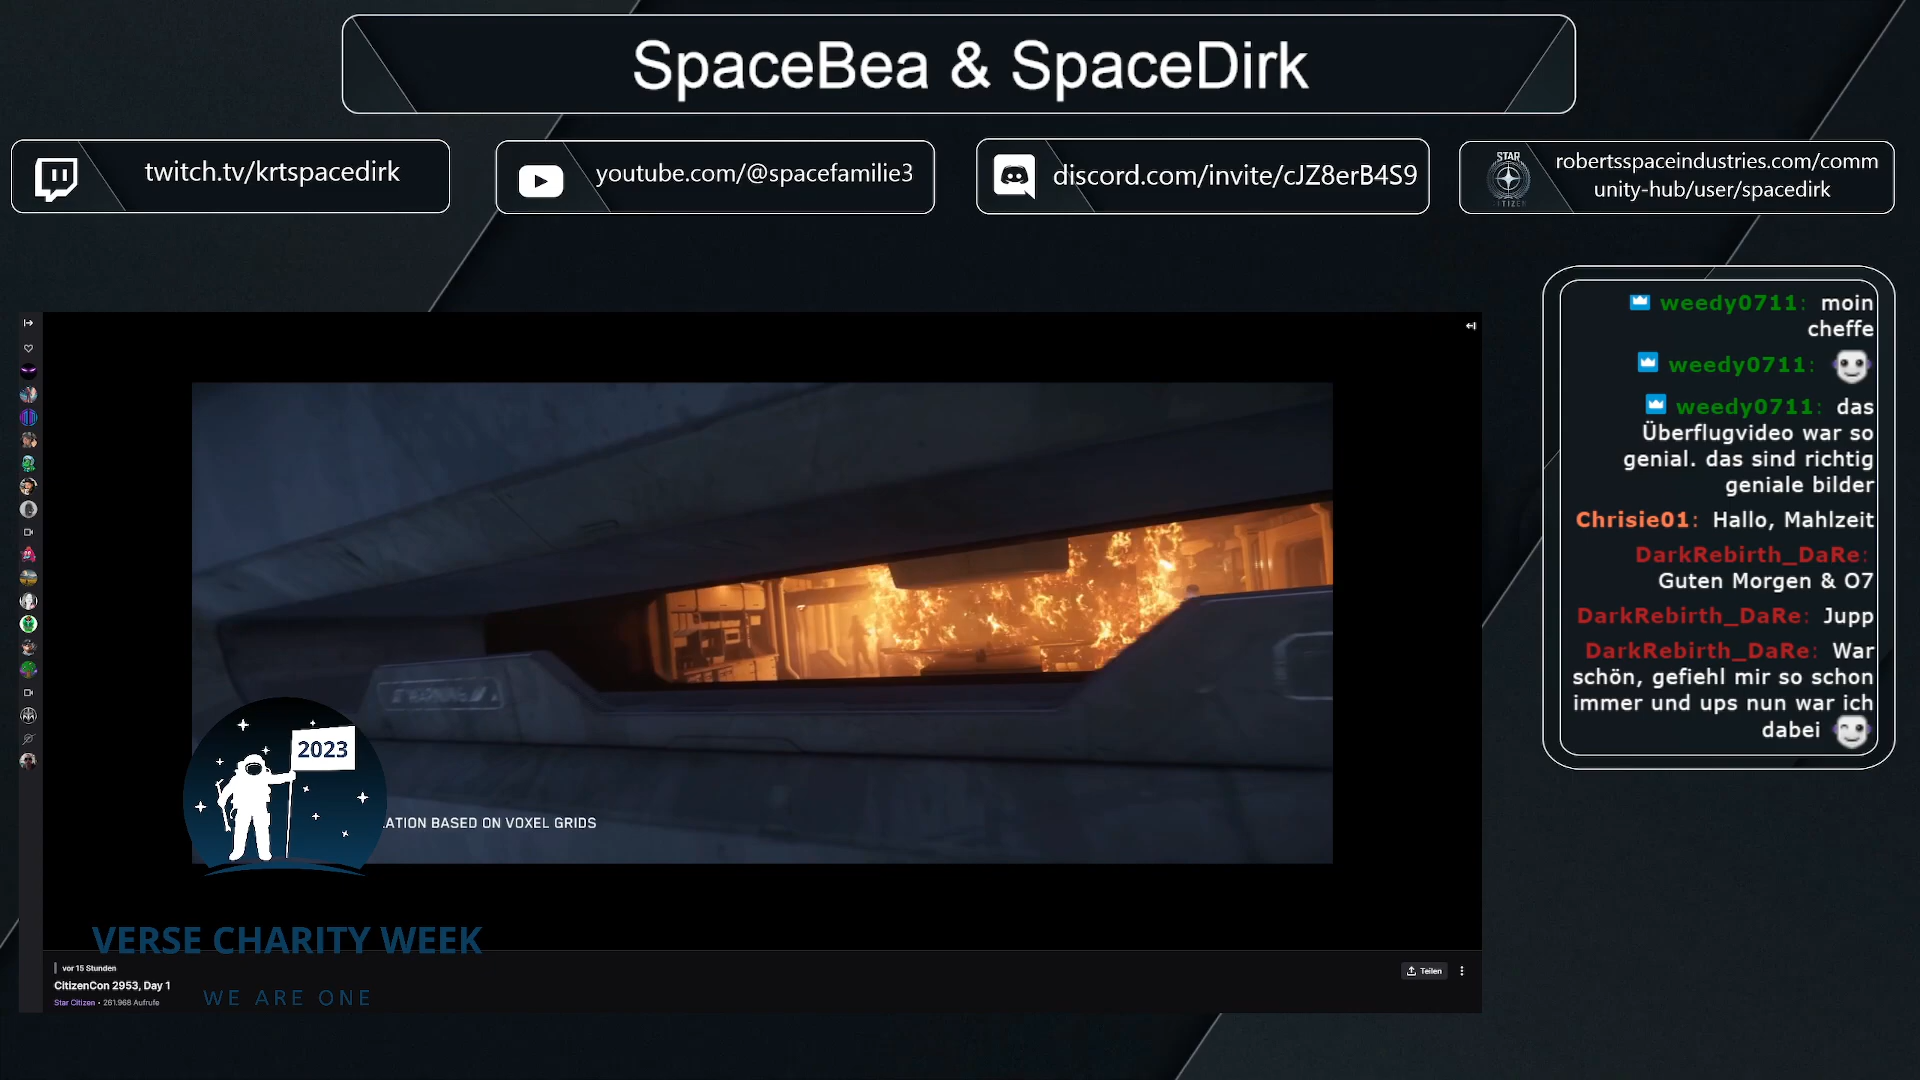 SpaceBea & SpaceDirk
twitch.tv/krtspacedirk
youtube.com/@spacefamilie3
discord.com/invite/cJZ8erB4S9
STAR
CITIZEN
robertsspaceindustries.com/comm
unity-hub/user/spacedirk
weedy0711: moin
cheffe
weedy0711:
weedy0711: das
Überflugvideo war so
genial. das sind richtig
geniale bilder
Chrisie01: Hallo, Mahlzeit
DarkRebirth_DaRe:
Guten Morgen & O7
DarkRebirth_DaRe: Jupp
DarkRebirth_DaRe: War
schön, gefiehl mir so schon
immer und ups nun war ich
dabei
WARNING
2023
ATION BASED ON VOXEL GRIDS
VERSE CHARITY WEEK
WE ARE ONE
vor 15 Stunden
CitizenCon 2953, Day 1
Star Citizen • 261.968 Aufrufe
Teilen